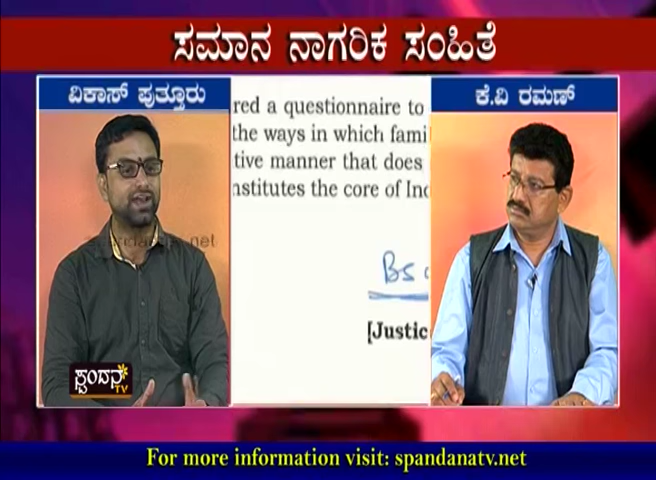 ಸಮಾನ ನಾಗರಿಕ ಸಂಹಿತೆ
ವಿಕಾಸ್ ಪುತ್ತೂರು
ಕೆ.ವಿ ರಮಣ್
red a questionnaire to
the ways in which fami
tive manner that does
nstitutes the core of Ind
BS
[Justic
ಸ್ಪಂದನ
TV
For more information visit: spandanatv.net